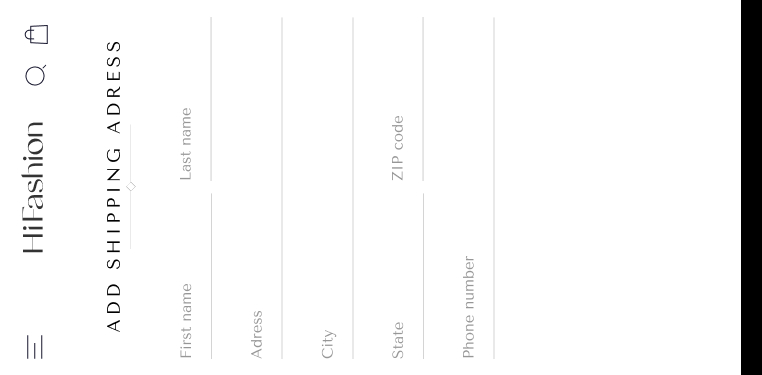 HiFashion
ADD SHIPPING ADRESS
First name Last name
Adress
City
State ZIP code
Phone number